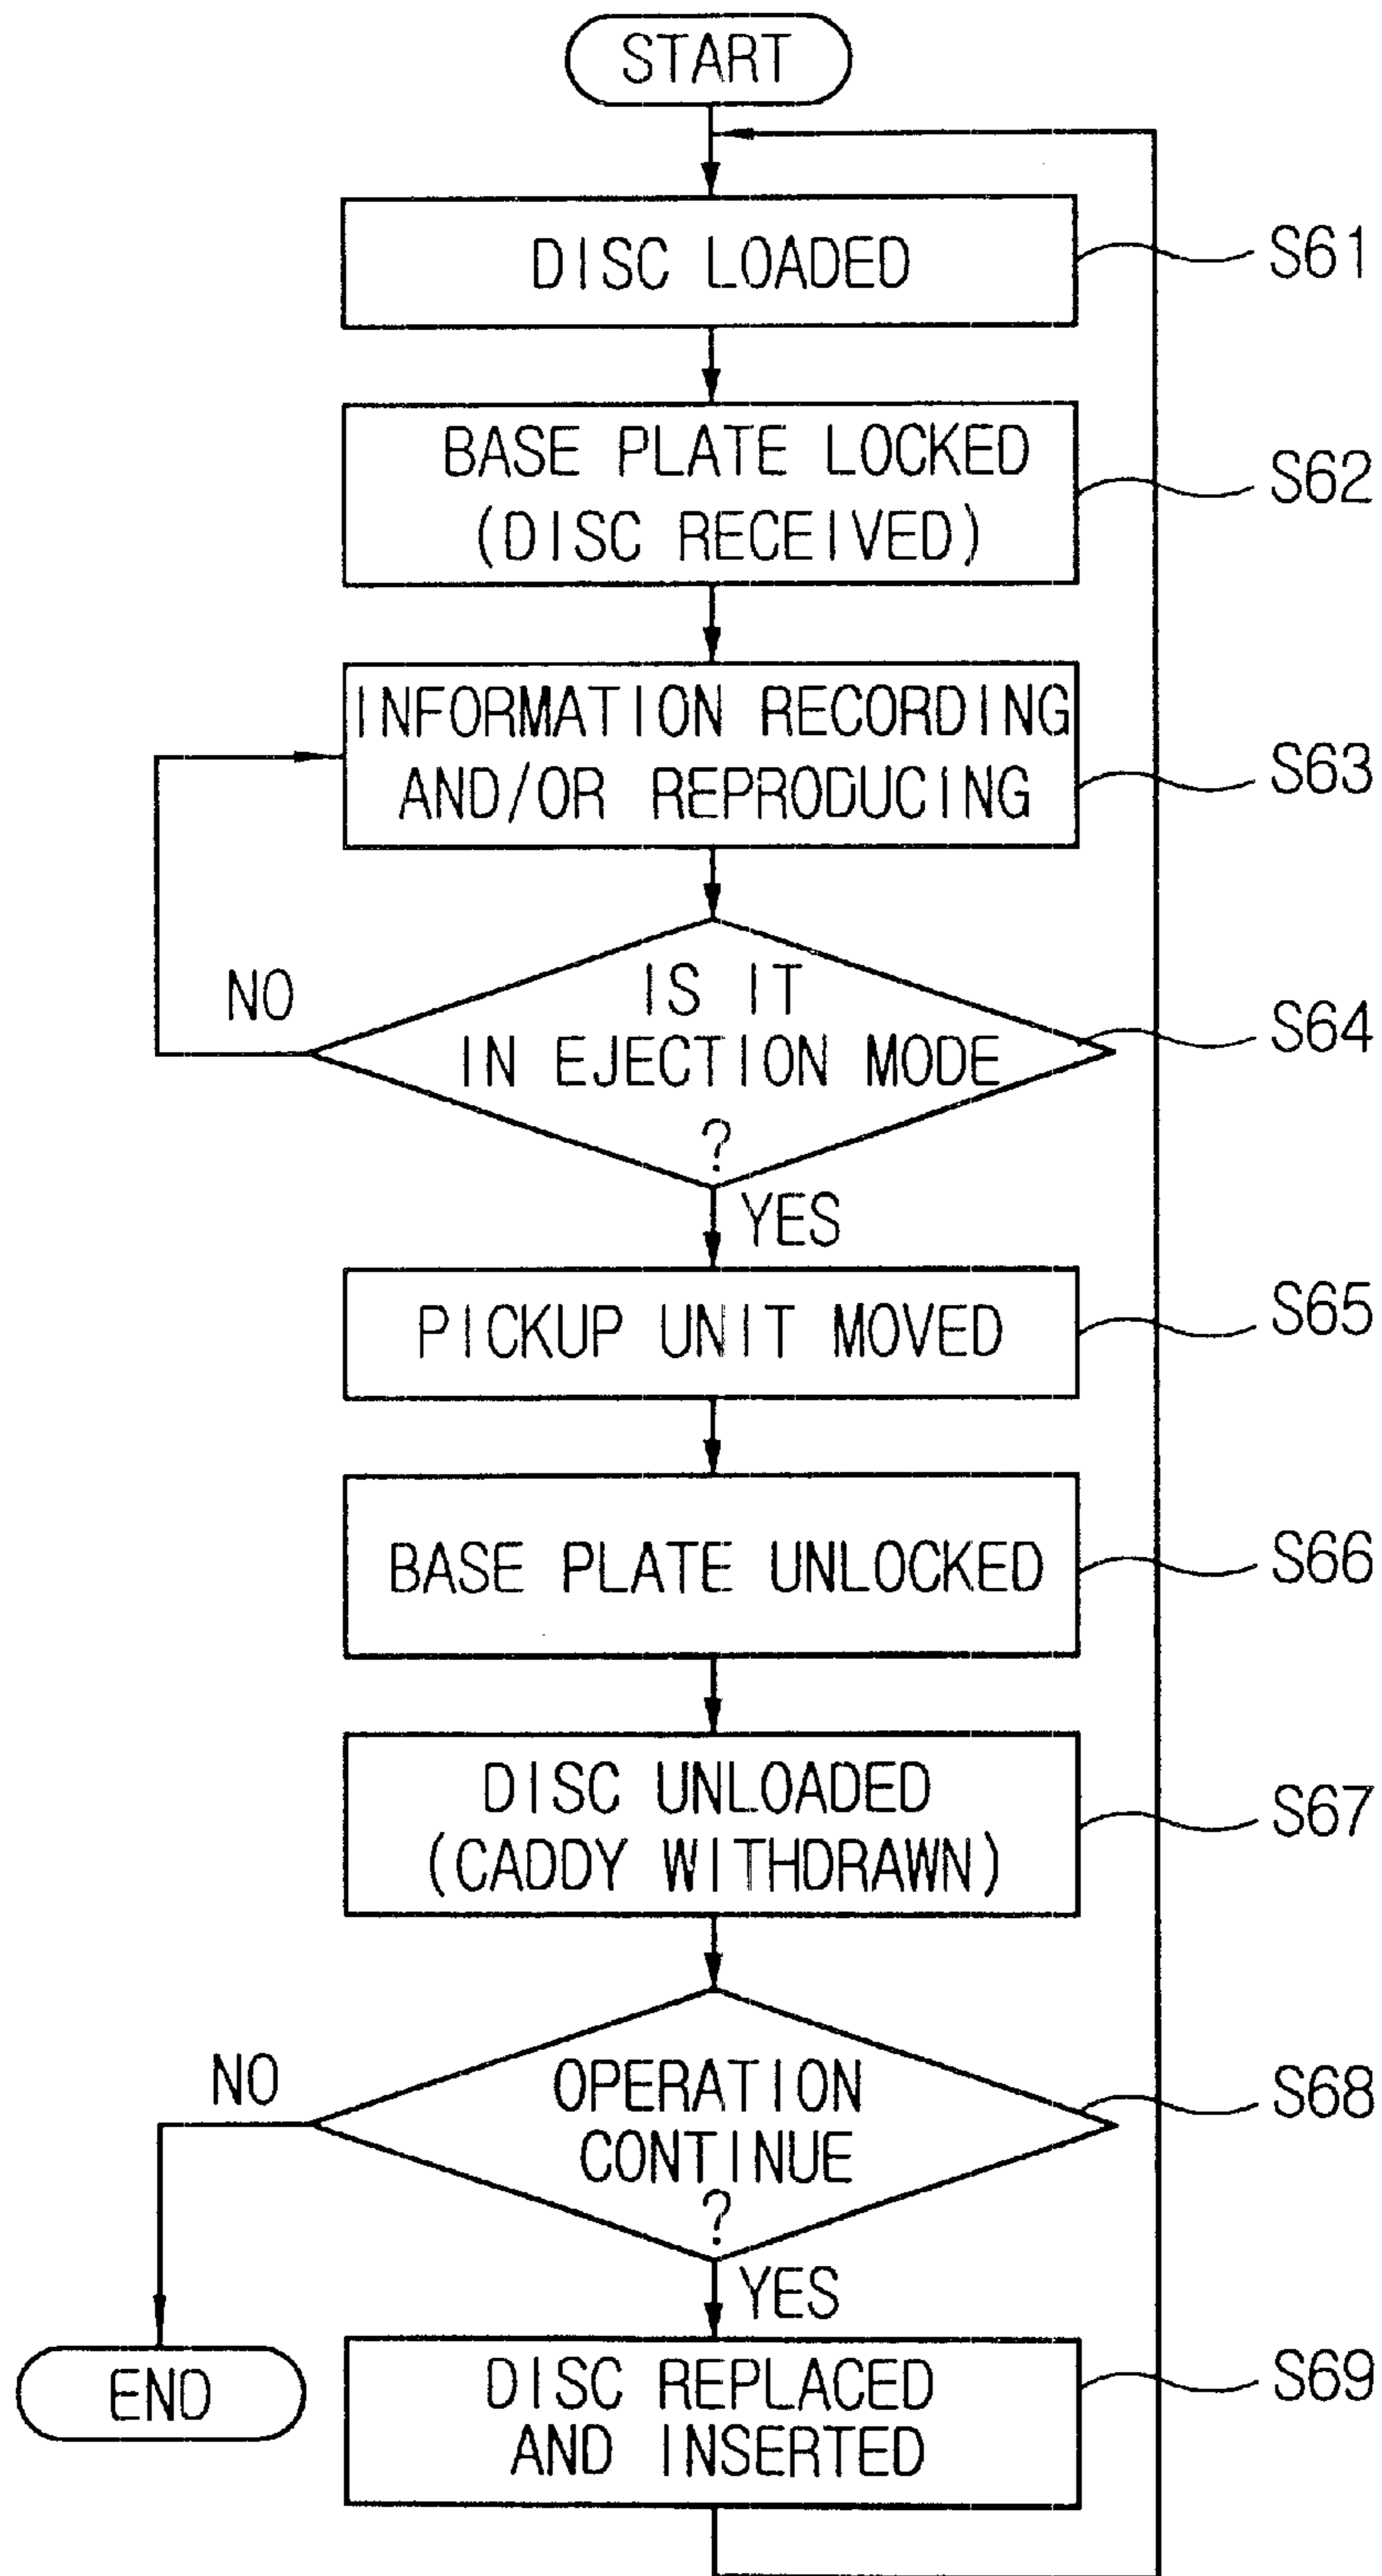 START
DISC LOADED
S61
BASE PLATE LOCKED
(DISC RECEIVED)
S62
INFORMATION RECORDING
AND/OR REPRODUCING
S63
IS IT
IN EJECTION MODE
?
S64
NO
YES
PICKUP UNIT MOVED
S65
BASE PLATE UNLOCKED
S66
DISC UNLOADED
(CADDY WITHDRAWN)
S67
OPERATION
CONTINUE
?
S68
NO
YES
END
DISC REPLACED
AND INSERTED
S69